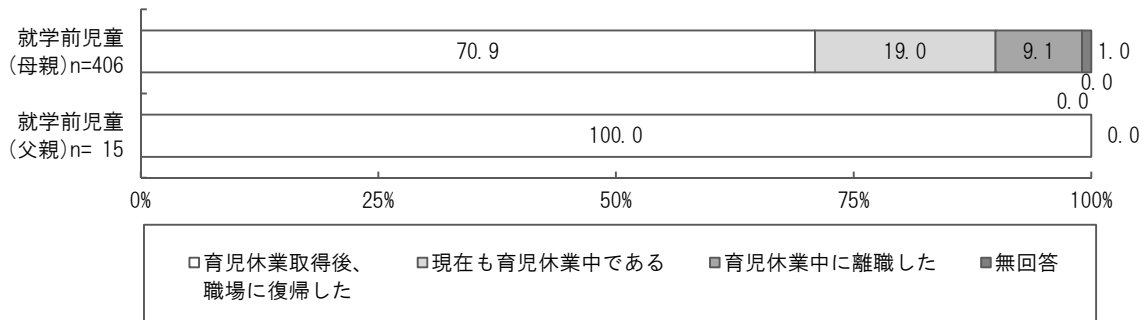 就学前児童
(母親)n=406
70.9
19.0
9.1
1.0
0.0
0.0
就学前児童
(父親)n= 15
100.0
0.0
0%
25%
50%
75%
100%
育児休業取得後、
職場に復帰した
現在も育児休業中である
育児休業中に離職した
無回答